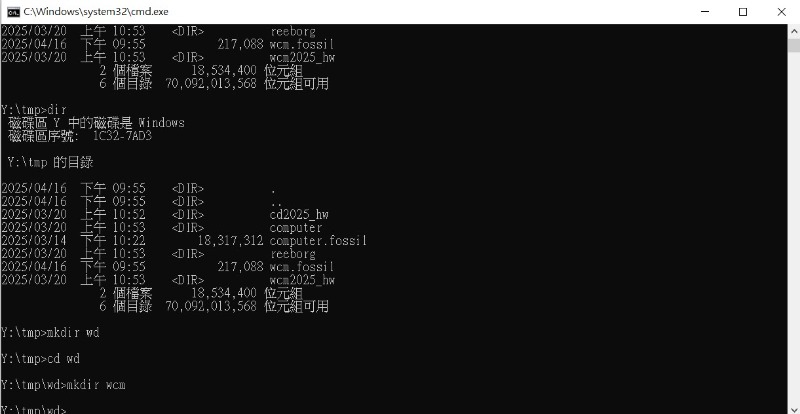 C:\Windows\system32\cmd.exe
2025/03/20  上午 10:53    <DIR>          reeborg
2025/04/16  下午 09:55           217,088 wcm.fossil
2025/03/20  上午 10:53    <DIR>          wcm2025_hw
2 個檔案      18,534,400 位元組
6 個目錄  70,092,013,568 位元組可用
Y:\tmp>dir
磁碟區 Y 中的磁碟是 Windows
磁碟區序號:  1C32-7AD3
Y:\tmp 的目錄
2025/04/16  下午 09:55    <DIR>          .
2025/04/16  下午 09:55    <DIR>          ..
2025/03/20  上午 10:52    <DIR>          cd2025_hw
2025/03/20  上午 10:53    <DIR>          computer
2025/03/14  下午 10:22        18,317,312 computer.fossil
2025/03/20  上午 10:53    <DIR>          reeborg
2025/04/16  下午 09:55           217,088 wcm.fossil
2025/03/20  上午 10:53    <DIR>          wcm2025_hw
2 個檔案      18,534,400 位元組
6 個目錄  70,092,013,568 位元組可用
Y:\tmp>mkdir wd
Y:\tmp>cd wd
Y:\tmp\wd>mkdir wcm
Y:\tmp\wd>